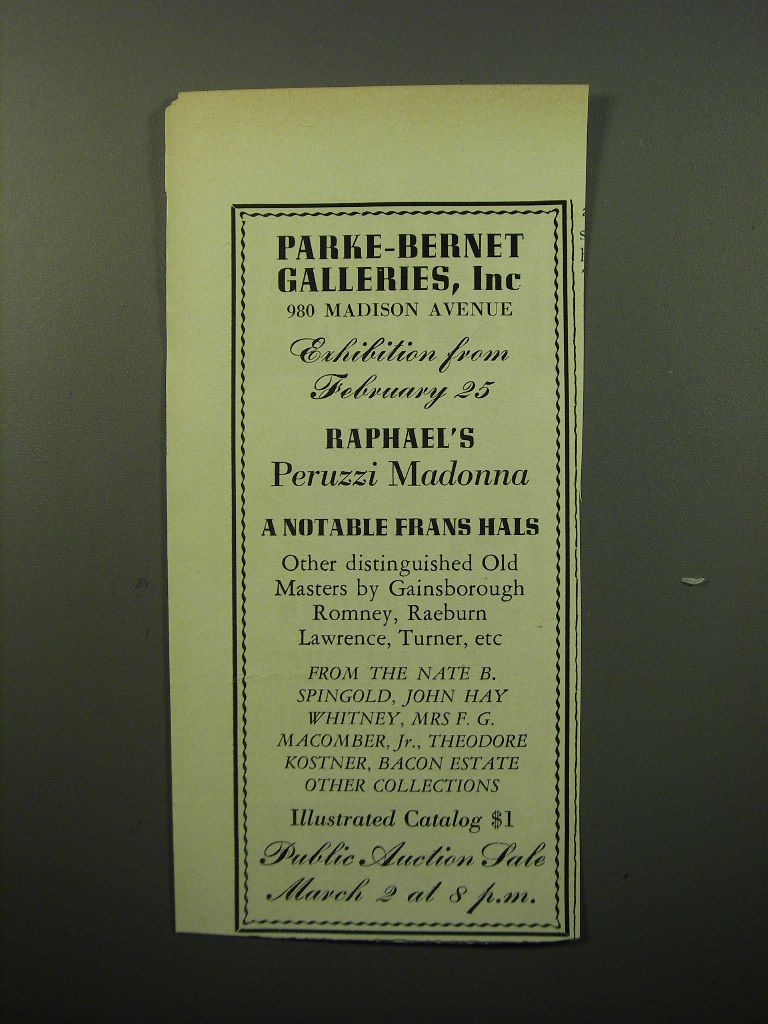 PARKE-BERNET
GALLERIES, Inc
980 MADISON AVENUE
Exhibition from
February 25
RAPHAEL'S
Peruzzi Madonna
A NOTABLE FRANS HALS
Other distinguished Old
Masters by Gainsborough
Romney, Raeburn
Lawrence, Turner, etc
FROM THE NATE B.
SPINGOLD, JOHN HAY
WHITNEY, MRS F. G.
MACOMBER, Jr., THEODORE
KOSTNER, BACON ESTATE
OTHER COLLECTIONS
Illustrated Catalog $1
Public Auction Sale
March 2 at 8 p.m.